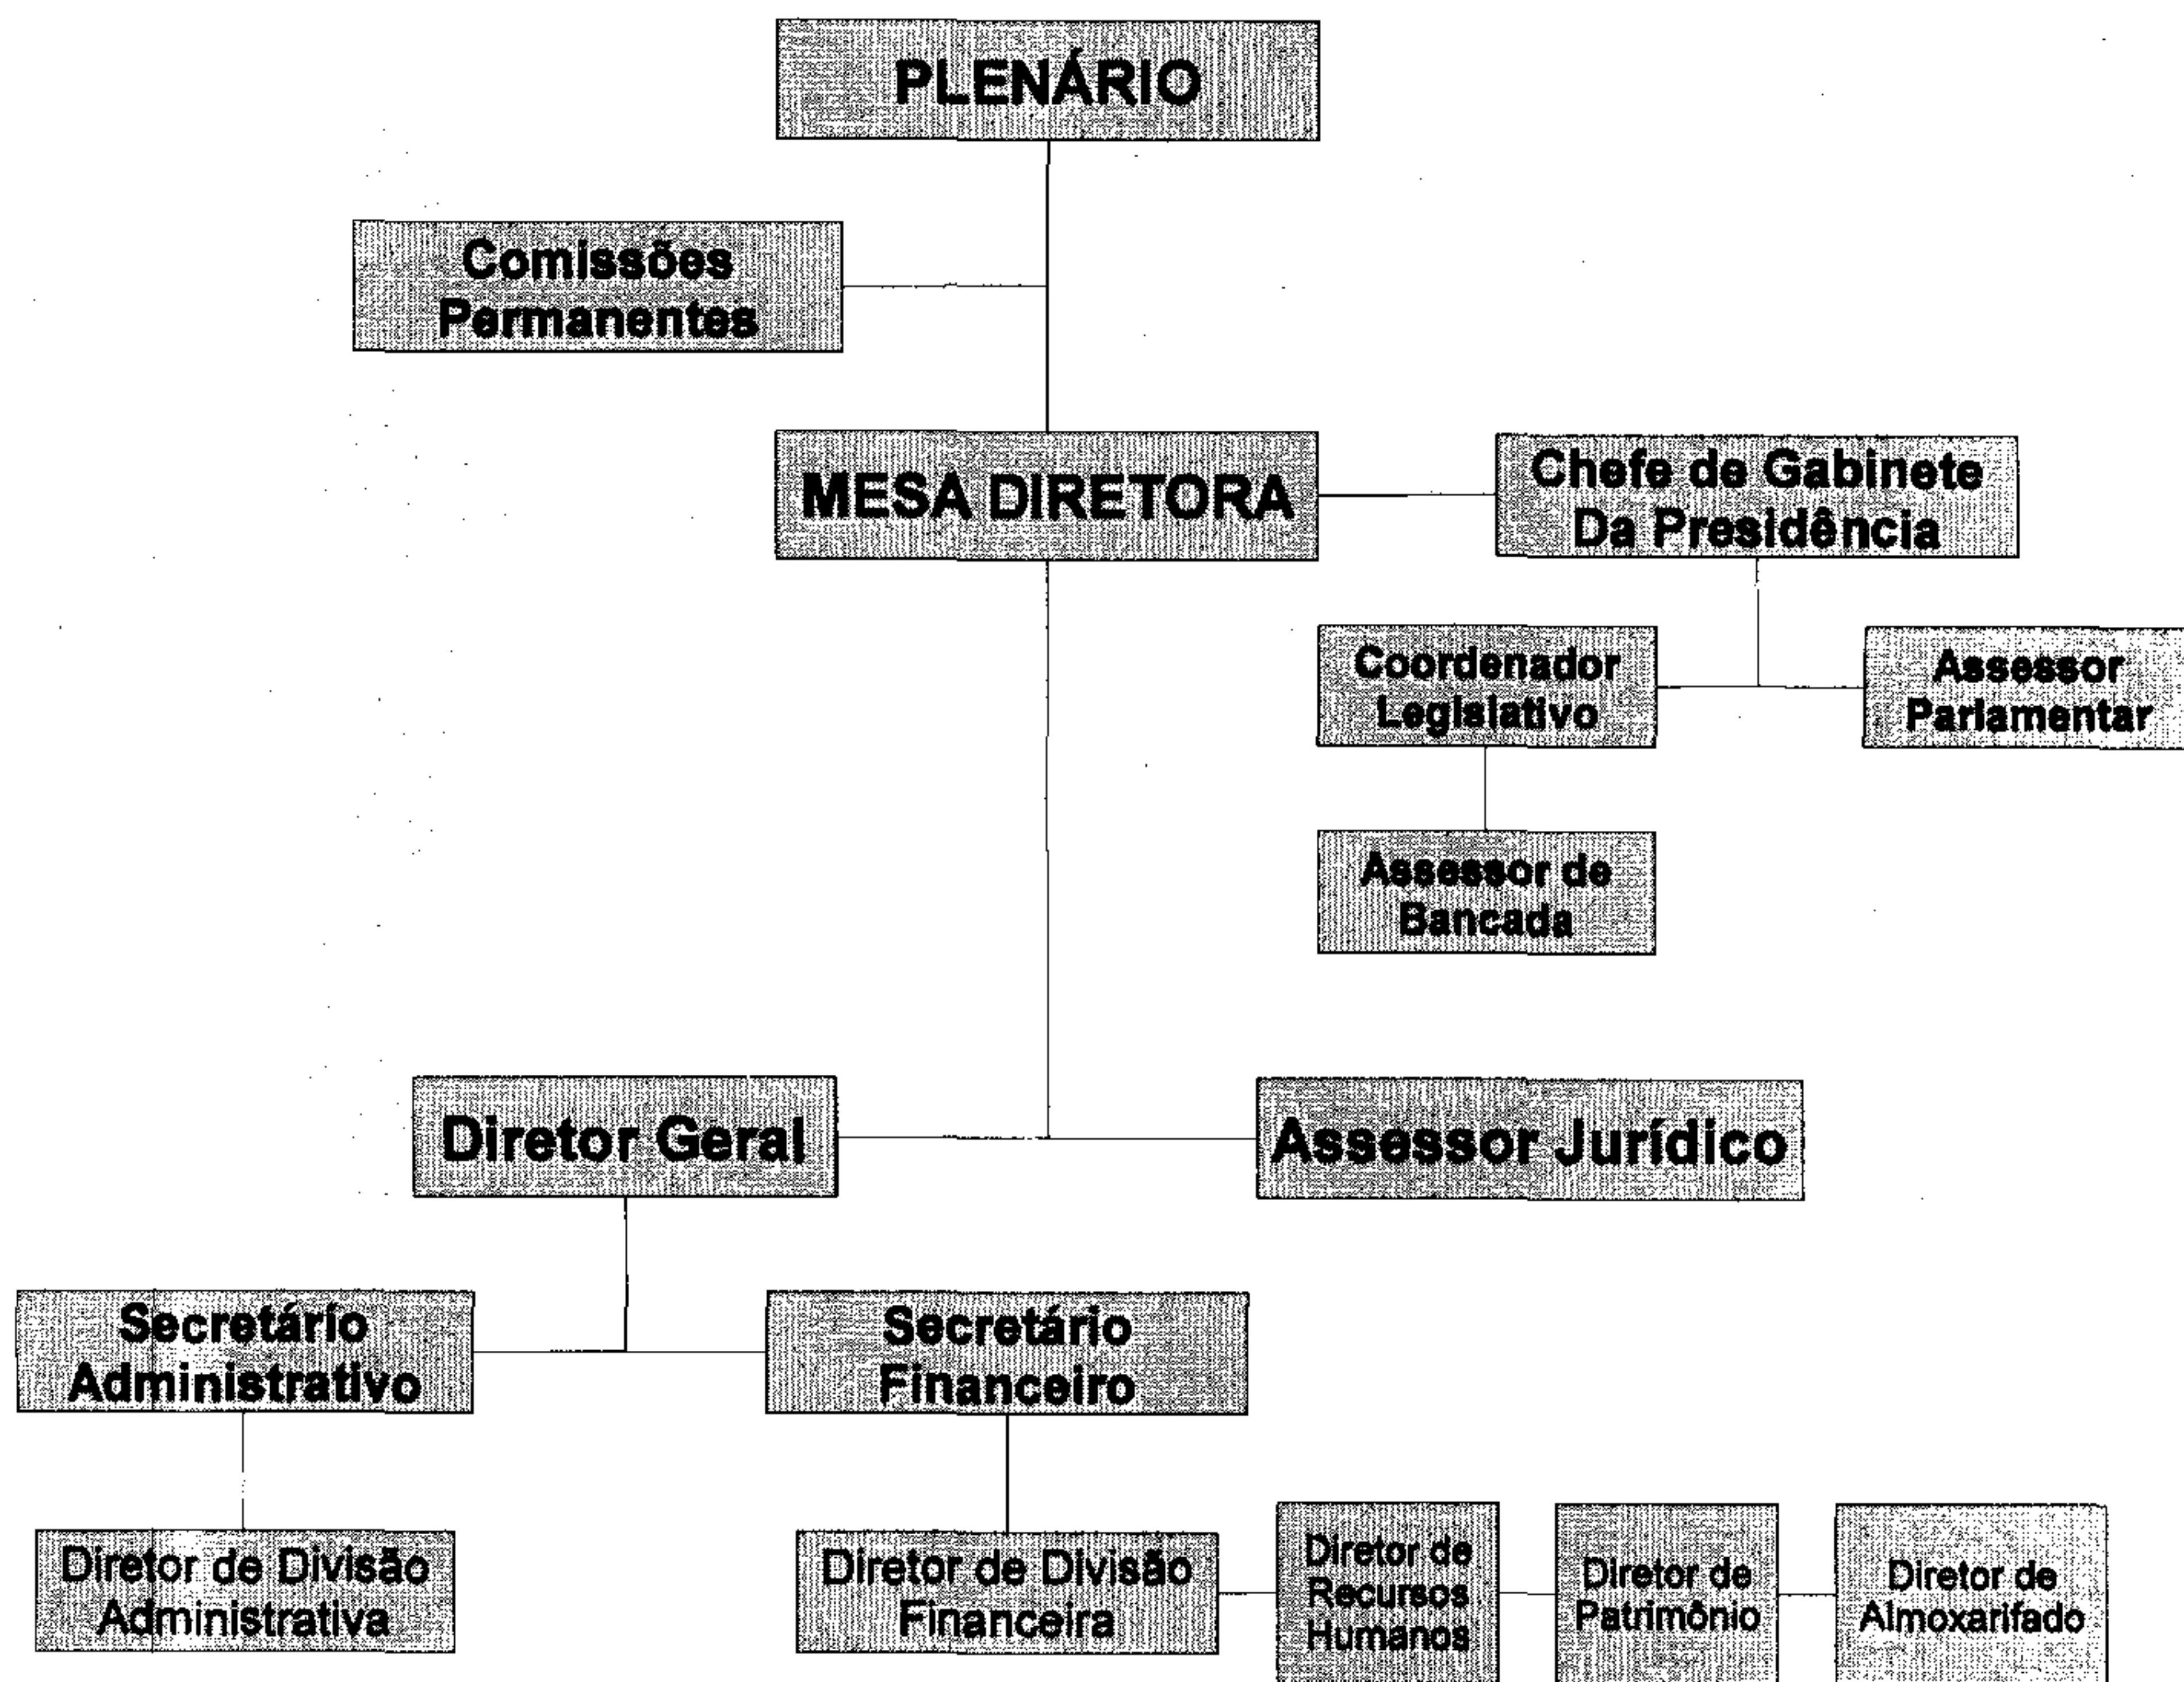 PLENÁRIO
Comissões
Permanentes
MESA DIRETORA
Chefe de Gabinete
Da Presidência
Coordenador
Legislativo
Assessor
Parlamentar
Assessor de
Bancada
Diretor Geral
Assessor Jurídico
Secretário
Administrativo
Secretário
Financeiro
Diretor de Divisão
Administrativa
Diretor de Divisão
Financeira
Diretor de
Recursos
Humanos
Diretor de
Patrimônio
Diretor de
Almoxarifado